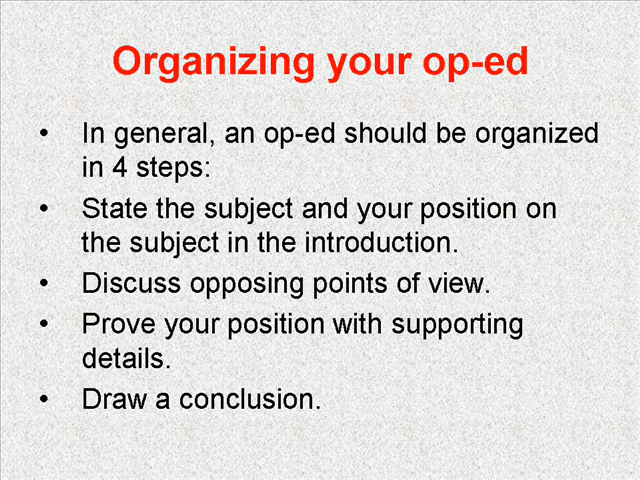 Organizing your op-ed
• In general, an op-ed should be organized
in 4 steps:
• State the subject and your position on
the subject in the introduction.
• Discuss opposing points of view.
• Prove your position with supporting
details.
• Draw a conclusion.